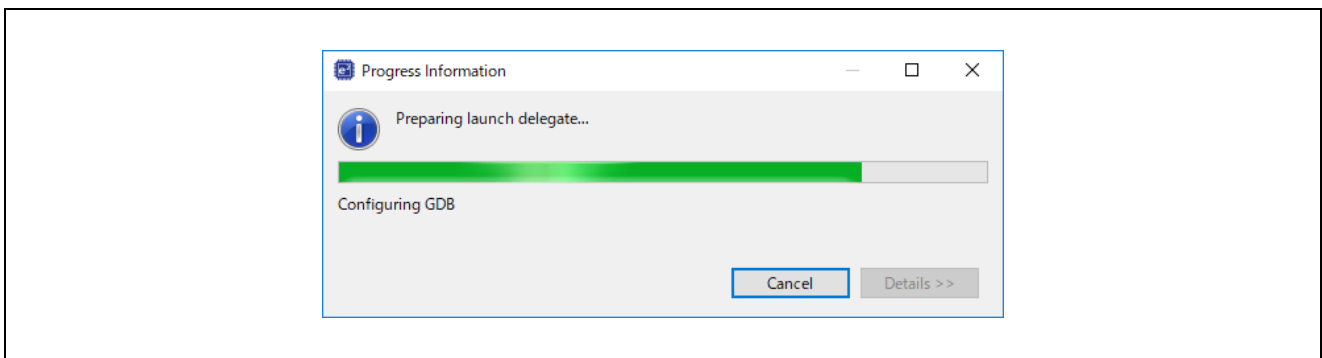 Progress Information
Preparing launch delegate...
Configuring GDB
Cancel
Details >>